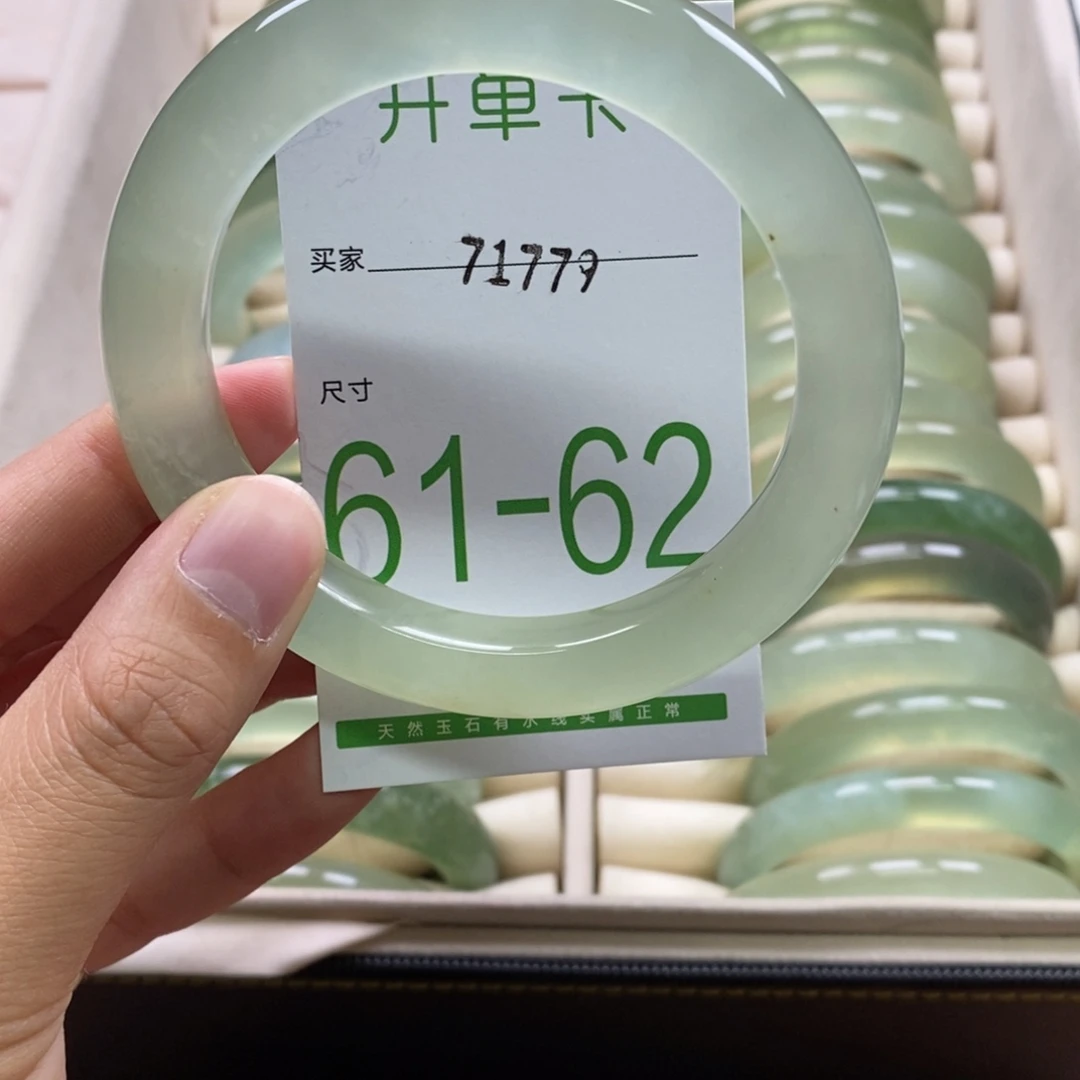 开单卡
买家 71779
尺寸
61-62
天然玉石有水线实属正常